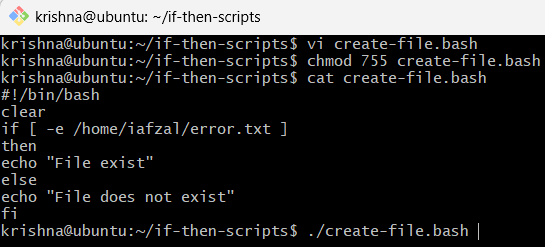 krishna@ubuntu: ~/if-then-scripts
krishna@ubuntu:~/if-then-scripts$ vi create-file.bash
krishna@ubuntu:~/if-then-scripts$ chmod 755 create-file.bash
krishna@ubuntu:~/if-then-scripts$ cat create-file.bash
#!/bin/bash
clear
if [ -e /home/iafzal/error.txt ]
then
echo "File exist"
else
echo "File does not exist"
fi
krishna@ubuntu:~/if-then-scripts$ ./create-file.bash